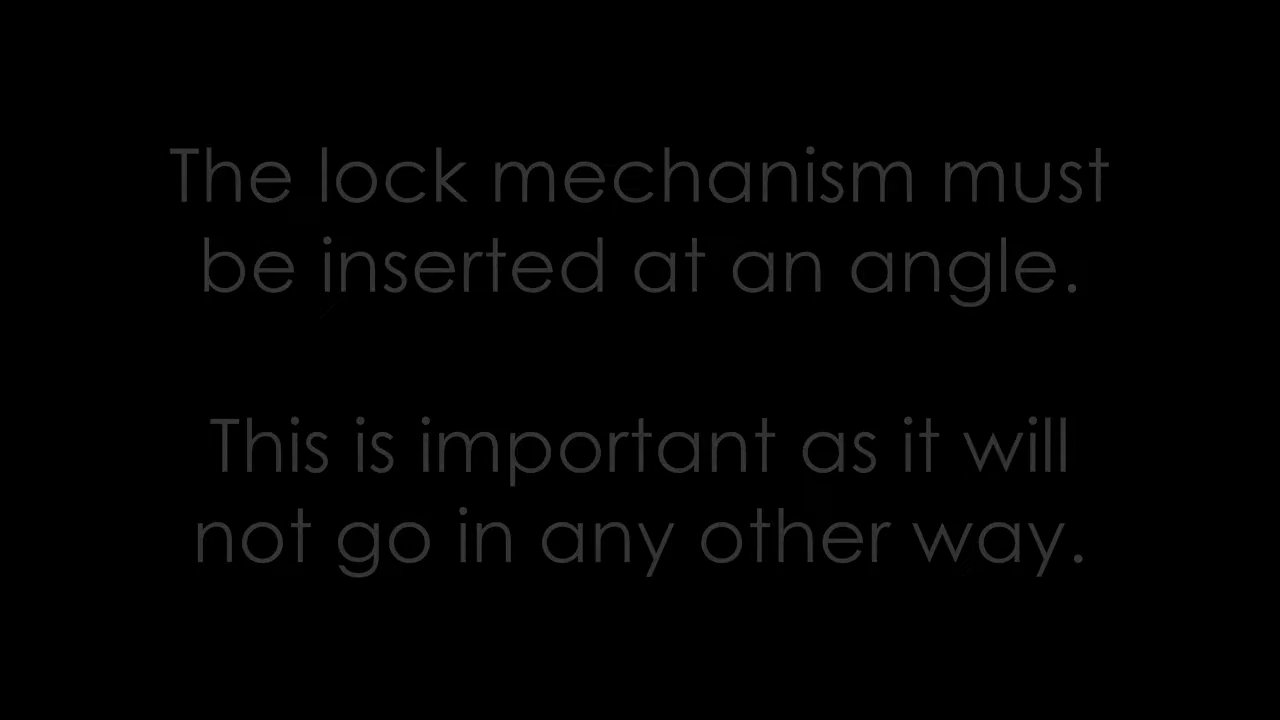 The lock mechanism must
be inserted at an angle.
This is important as it will
not go in any other way.